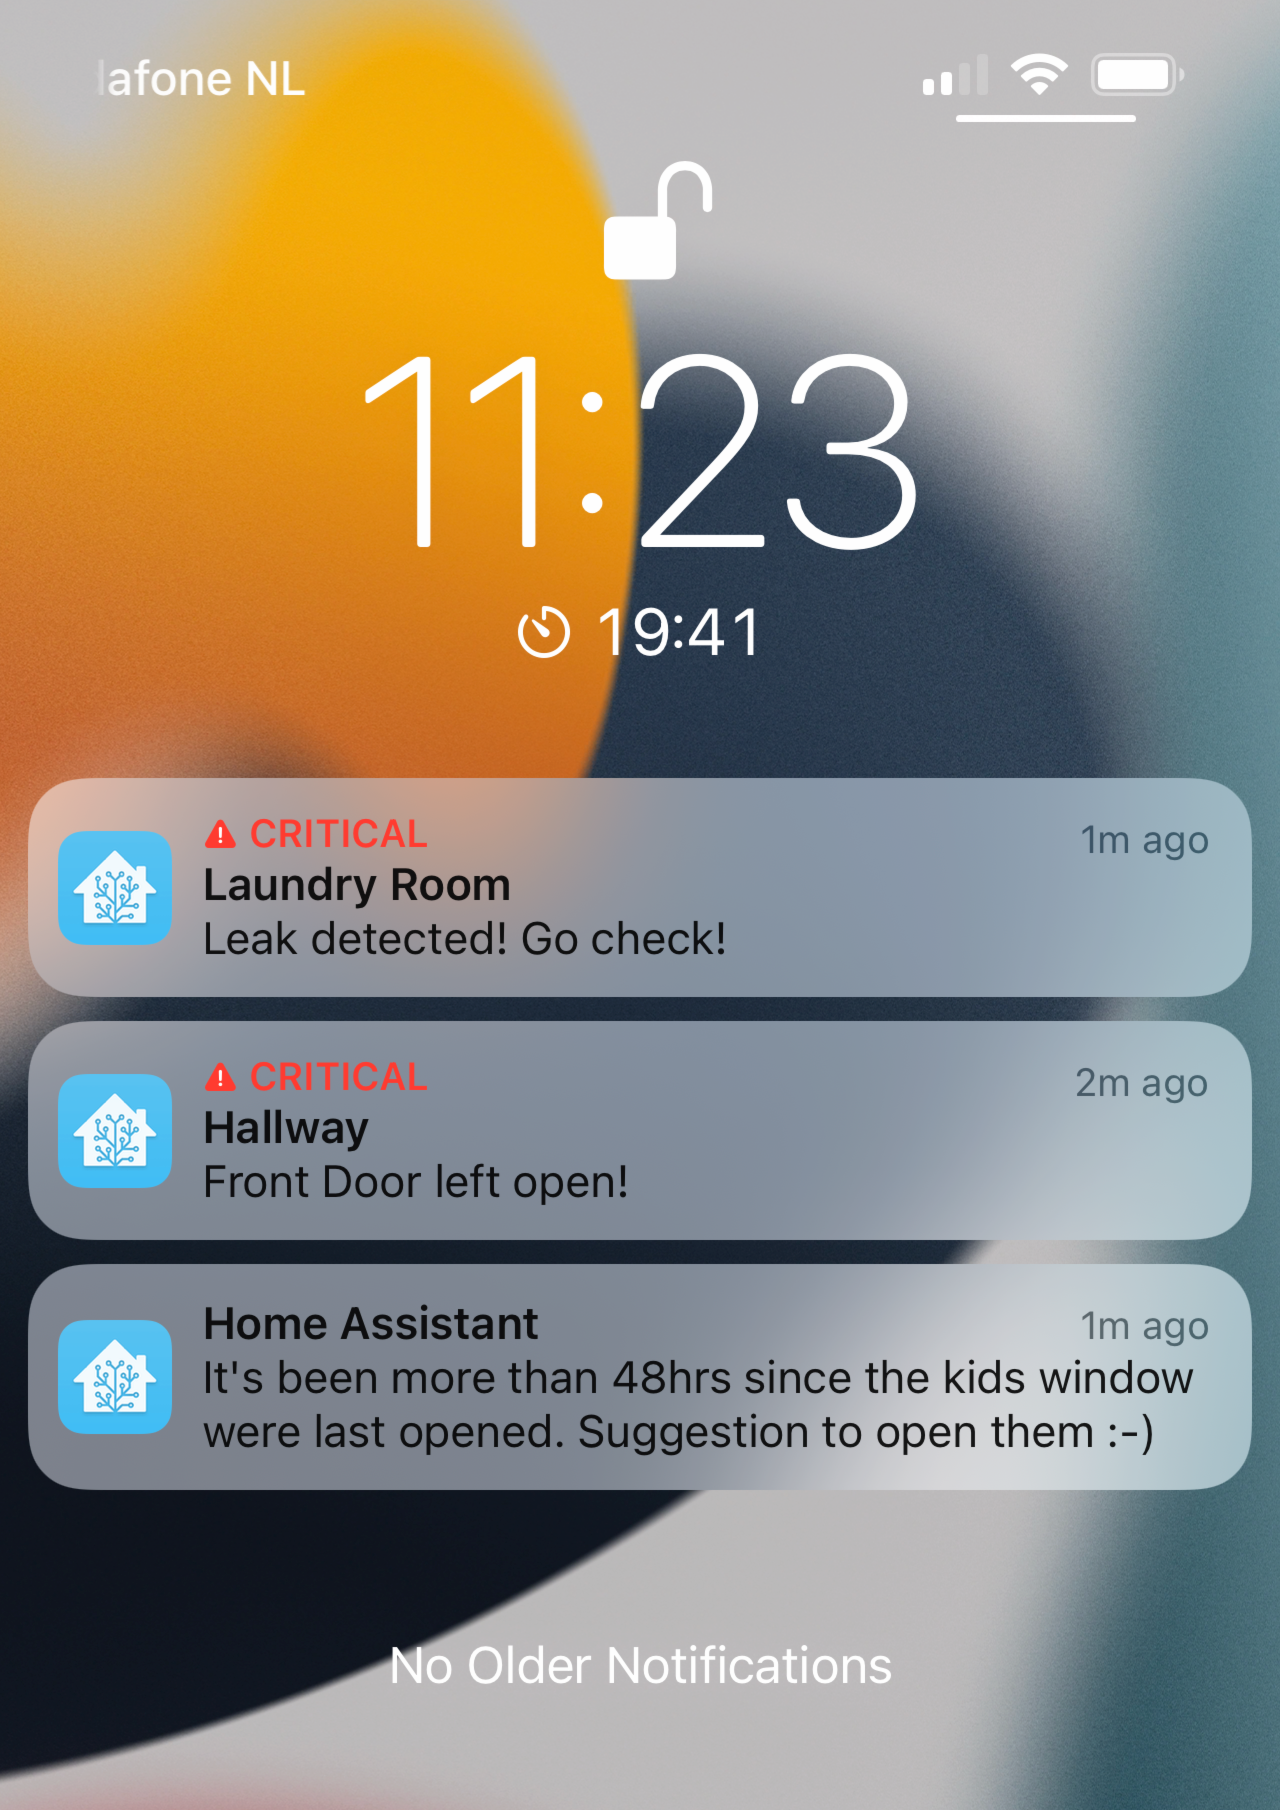 lafone NL
11:23
19:41
CRITICAL
1m ago
Laundry Room
Leak detected! Go check!
CRITICAL
2m ago
Hallway
Front Door left open!
Home Assistant
1m ago
It's been more than 48hrs since the kids window
were last opened. Suggestion to open them :-)
No Older Notifications